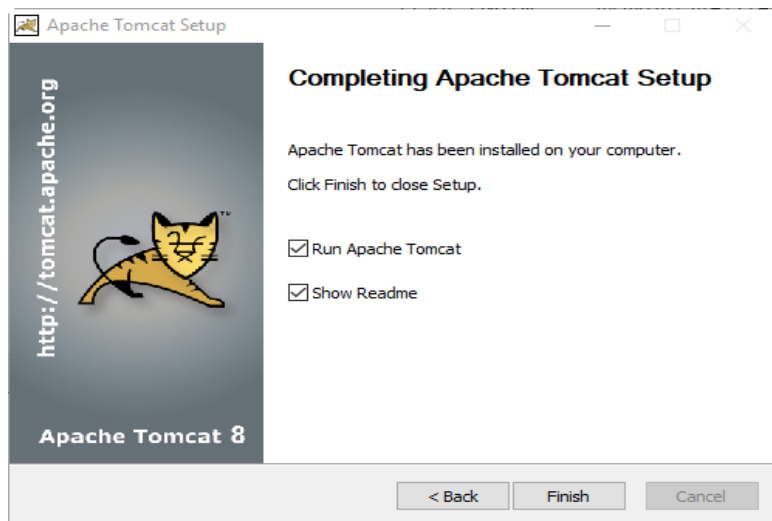 Apache Tomcat Setup
http://tomcat.apache.org
Completing Apache Tomcat Setup
Apache Tomcat has been installed on your computer.
Click Finish to close Setup.
Run Apache Tomcat
Show Readme
TM
Apache Tomcat 8
< Back
Finish
Cancel